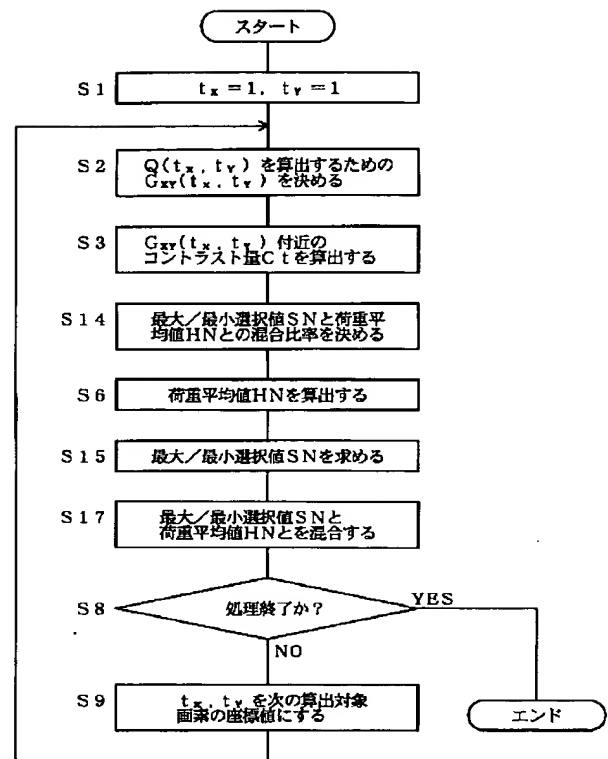 スタート
S1
tx=1, tY=1
S2
Q(tx, tY)を算出するための
GXY(tx, tY)を決める
S3
GXY(tx, tY)付近の
コントラスト量Ctを算出する
S14
最大/最小選択値SNと荷重平
均値HNとの混合比率を決める
S6
荷重平均値HNを算出する
S15
最大/最小選択値SNを求める
S17
最大/最小選択値SNと
荷重平均値HNとを混合する
S8
処理終了か?
YES
NO
S9
tx, tYを次の算出対象
画素の座標値にする
エンド